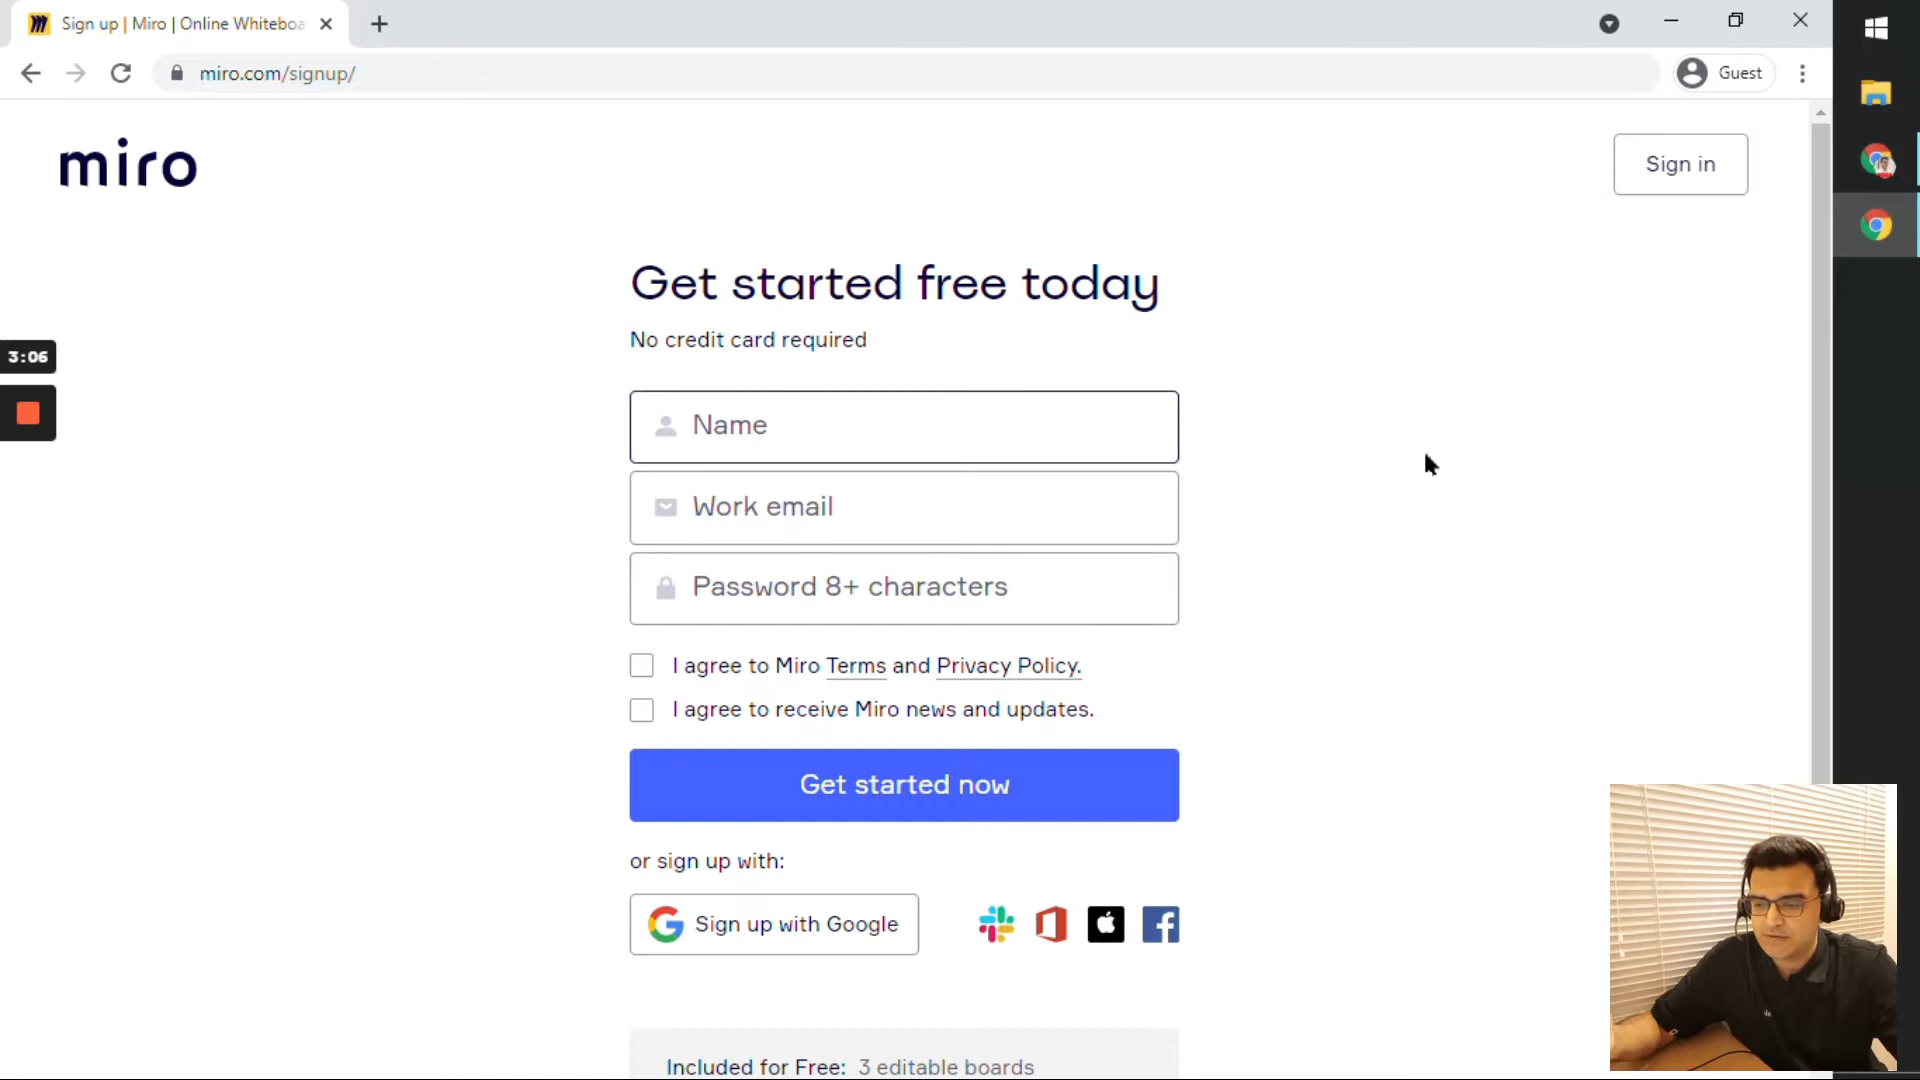 Sign up | Miro | Online Whiteboa
miro.com/signup/
Guest
miro
Sign in
Get started free today
No credit card required
3:06
Name
Work email
Password 8+ characters
I agree to Miro Terms and Privacy Policy.
I agree to receive Miro news and updates.
Get started now
or sign up with:
Sign up with Google
Included for Free: 3 editable boards